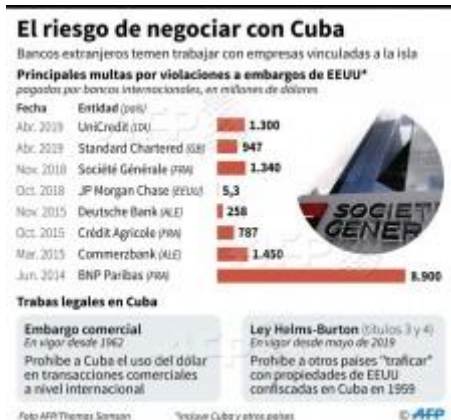 El riesgo de negociar con Cuba
Bancos extranjeros temen trabajar con empresas vinculadas a la isla
Principales multas por violaciones a embargos de EEUU*
pagadas por bancos internacionales, en millones de dólares
Fecha Entidad (país)
Abr. 2019 UniCredit (ITA) 1.300
Abr. 2019 Standard Chartered (GB) 947
Nov. 2018 Société Générale (FRA) 1.340
Oct. 2018 JP Morgan Chase (EEUU) 5,3
Nov. 2015 Deutsche Bank (ALE) 258
Oct. 2015 Crédit Agricole (FRA) 787
Mar. 2015 Commerzbank (ALE) 1.450
Jun. 2014 BNP Paribas (FRA) 8.900
SOCIET
GENER
Trabas legales en Cuba
Embargo comercial
En vigor desde 1962
Prohibe a Cuba el uso del dólar
en transacciones comerciales
a nivel internacional
Ley Helms-Burton (títulos 3 y 4)
En vigor desde mayo de 2019
Prohibe a otros países "traficar"
con propiedades de EEUU
confiscadas en Cuba en 1959
Foto AFP/Thomas Samson
*Incluye Cuba y otros países
© AFP